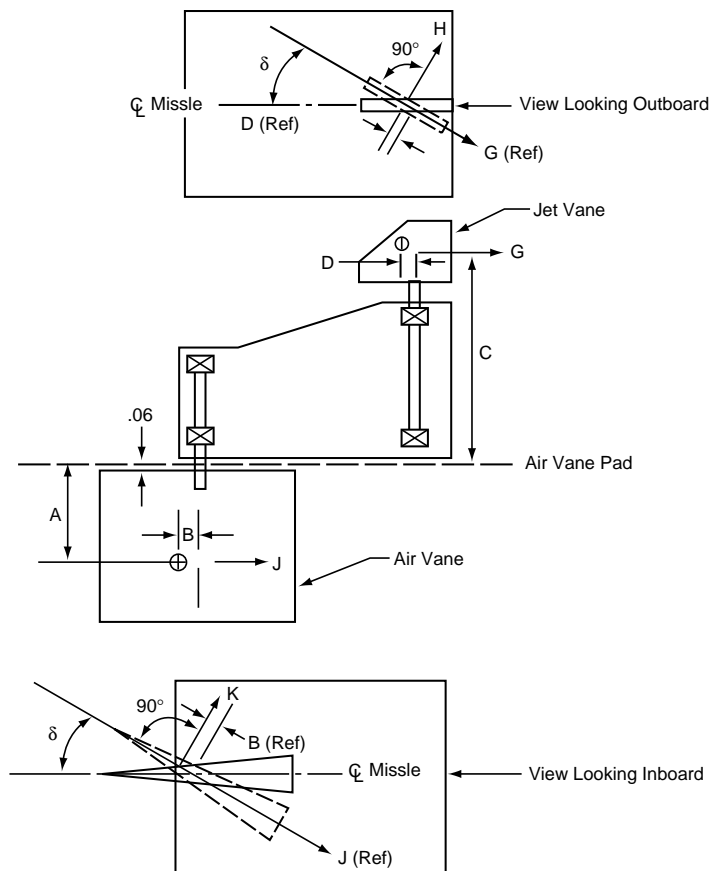 H
90°
δ
℄ Missle
View Looking Outboard
D (Ref)
G (Ref)
Jet Vane
D
G
C
.06
Air Vane Pad
A
B
J
Air Vane
K
90°
δ
B (Ref)
℄ Missle
View Looking Inboard
J (Ref)